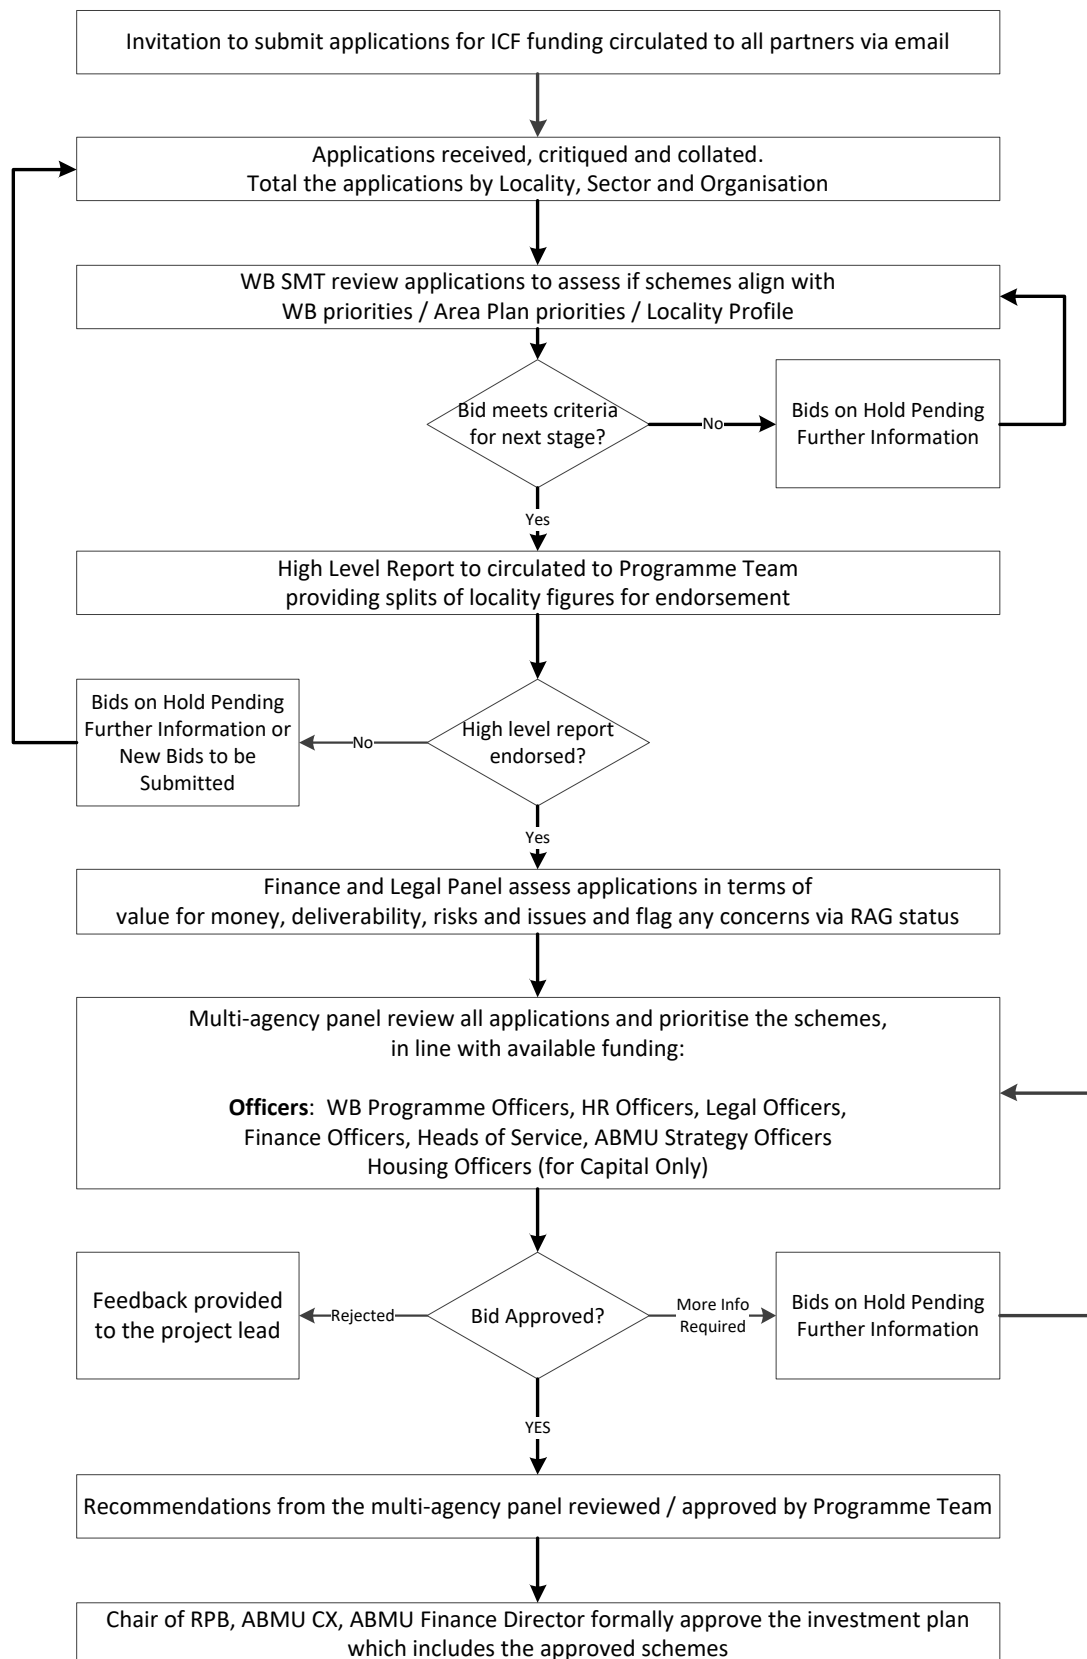 Invitation to submit applications for ICF funding circulated to all partners via email
Applications received, critiqued and collated.
Total the applications by Locality, Sector and Organisation
WB SMT review applications to assess if schemes align with
WB priorities / Area Plan priorities / Locality Profile
Bid meets criteria
for next stage?
No
Bids on Hold Pending
Further Information
Yes
High Level Report to circulated to Programme Team
providing splits of locality figures for endorsement
Bids on Hold Pending
Further Information or
New Bids to be
Submitted
No
High level report
endorsed?
Yes
Finance and Legal Panel assess applications in terms of
value for money, deliverability, risks and issues and flag any concerns via RAG status
Multi-agency panel review all applications and prioritise the schemes,
in line with available funding:
Officers: WB Programme Officers, HR Officers, Legal Officers,
Finance Officers, Heads of Service, ABMU Strategy Officers
Housing Officers (for Capital Only)
Feedback provided
to the project lead
Rejected
Bid Approved?
More Info
Required
Bids on Hold Pending
Further Information
YES
Recommendations from the multi-agency panel reviewed / approved by Programme Team
Chair of RPB, ABMU CX, ABMU Finance Director formally approve the investment plan
which includes the approved schemes